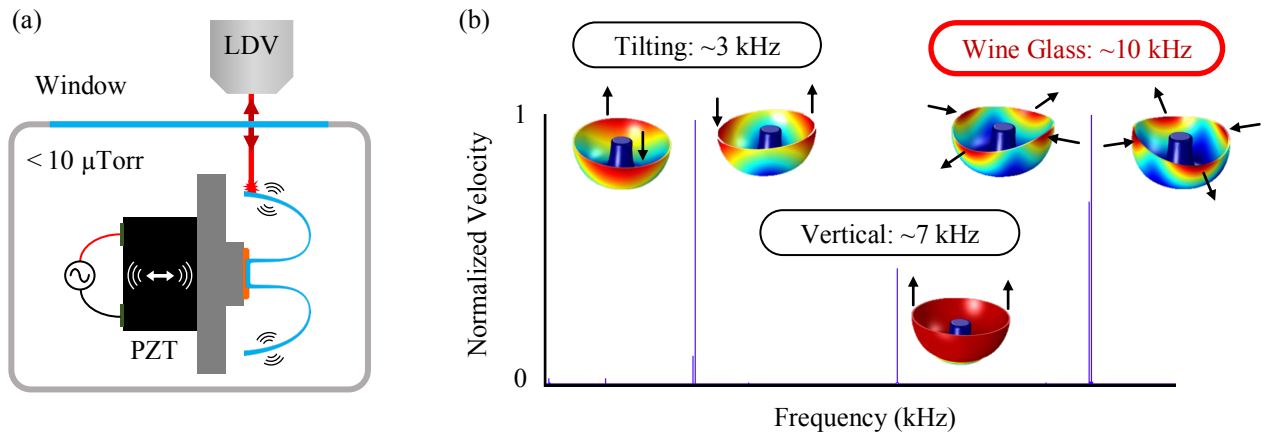 (a)
LDV
Window
< 10 µTorr
PZT
(b)
Tilting: ~3 kHz
Wine Glass: ~10 kHz
1
Normalized Velocity
Vertical: ~7 kHz
0
Frequency (kHz)